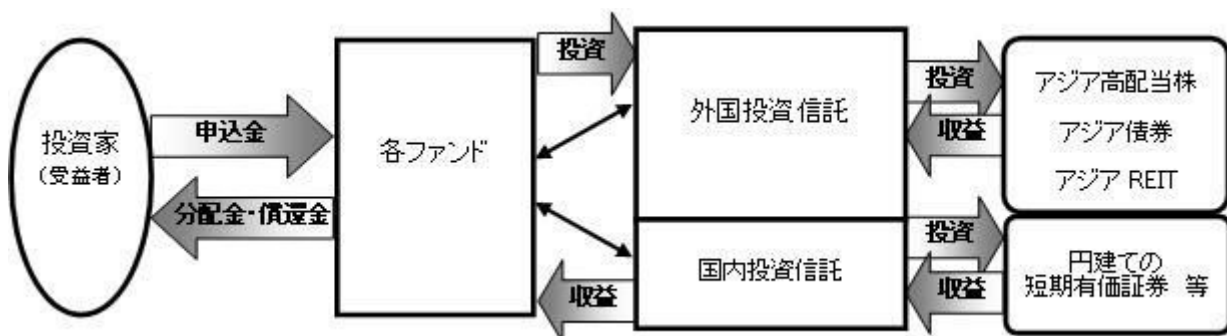 投資家
（受益者）
申込金
分配金・償還金
各ファンド
投資
収益
外国投資信託
国内投資信託
投資
収益
アジア高配当株
アジア債券
アジア REIT
投資
収益
円建ての
短期有価証券 等